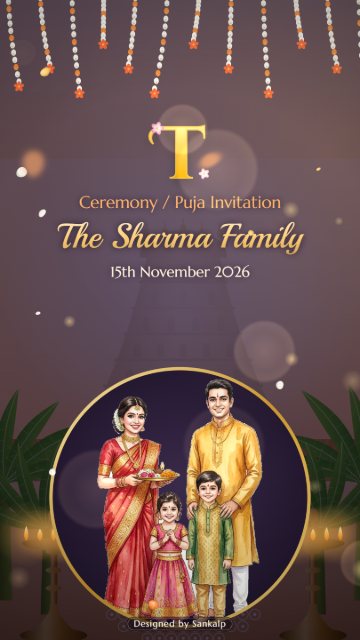 T
Ceremony / Puja Invitation
The Sharma Family
15th November 2026
Designed by Sankalp